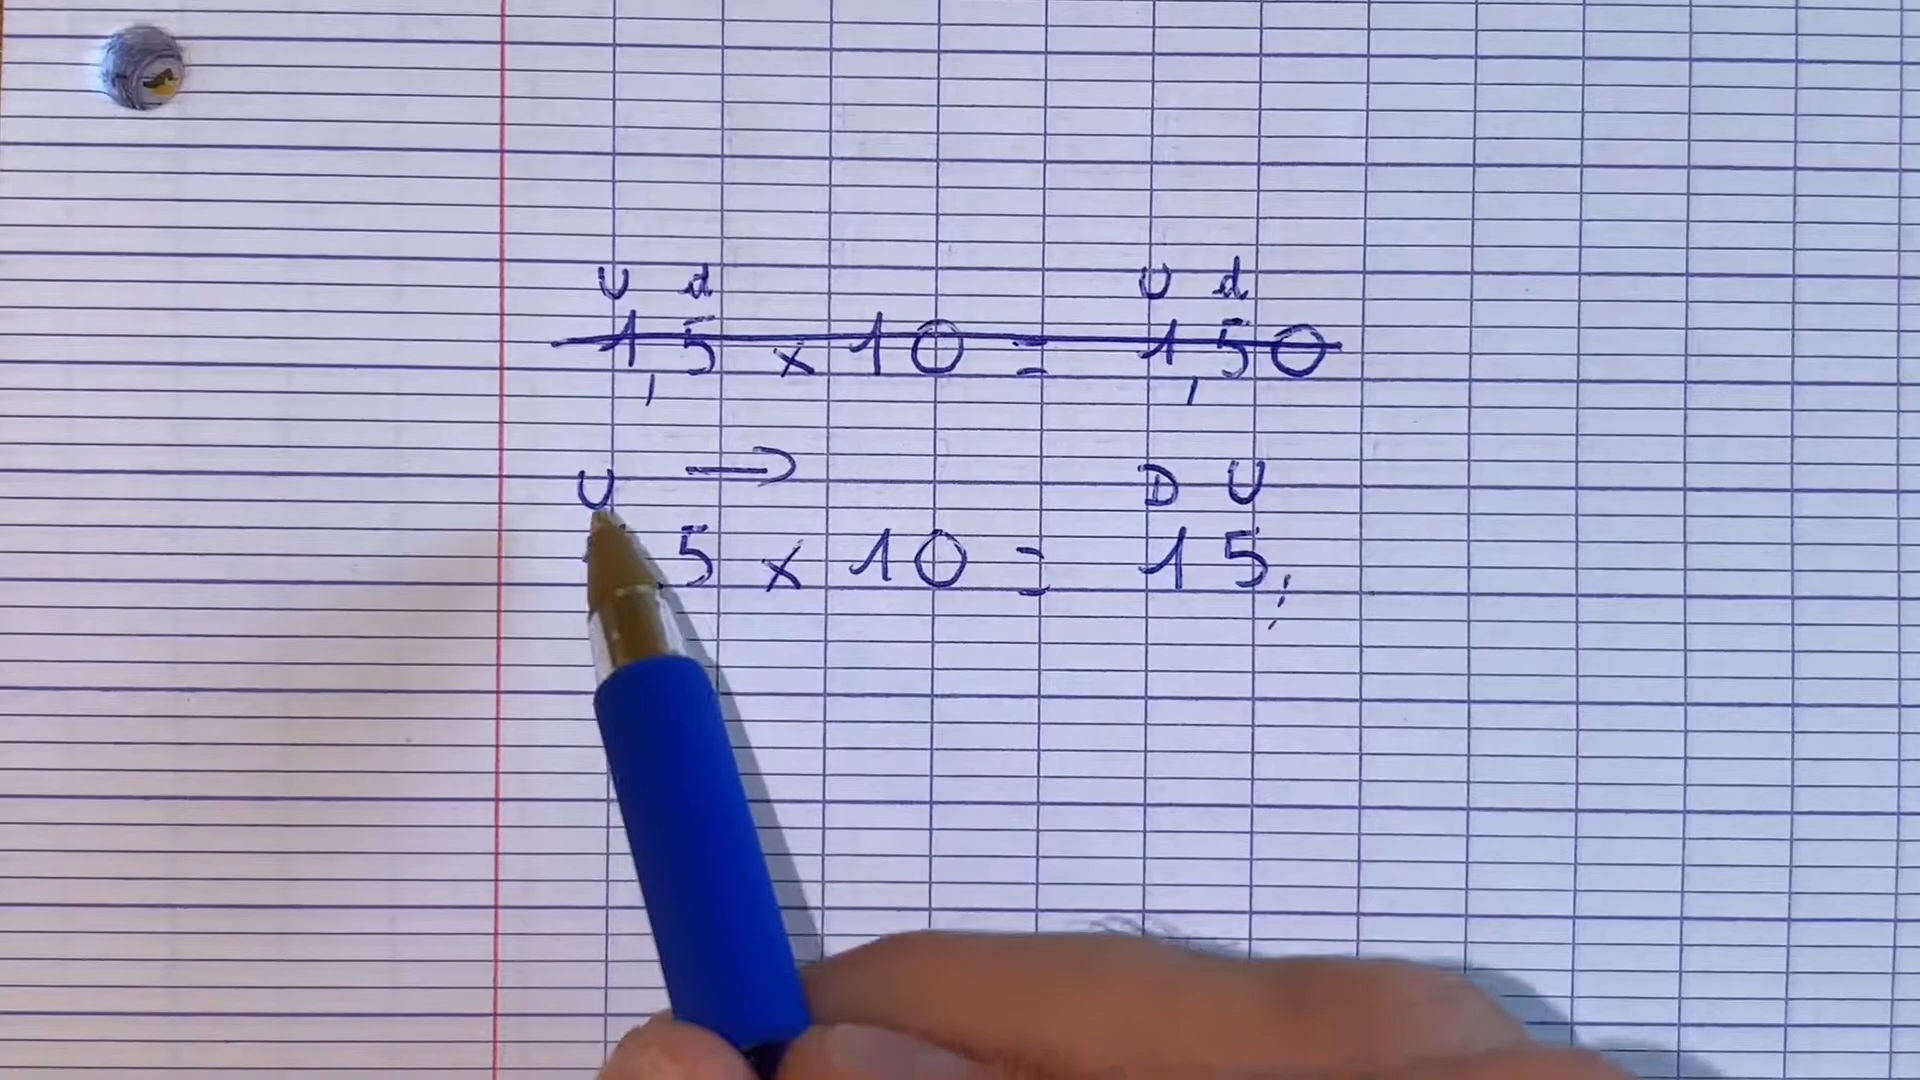 U d U d
1,5 x 10 = 1,50
U → D U
5 x 10 = 15,